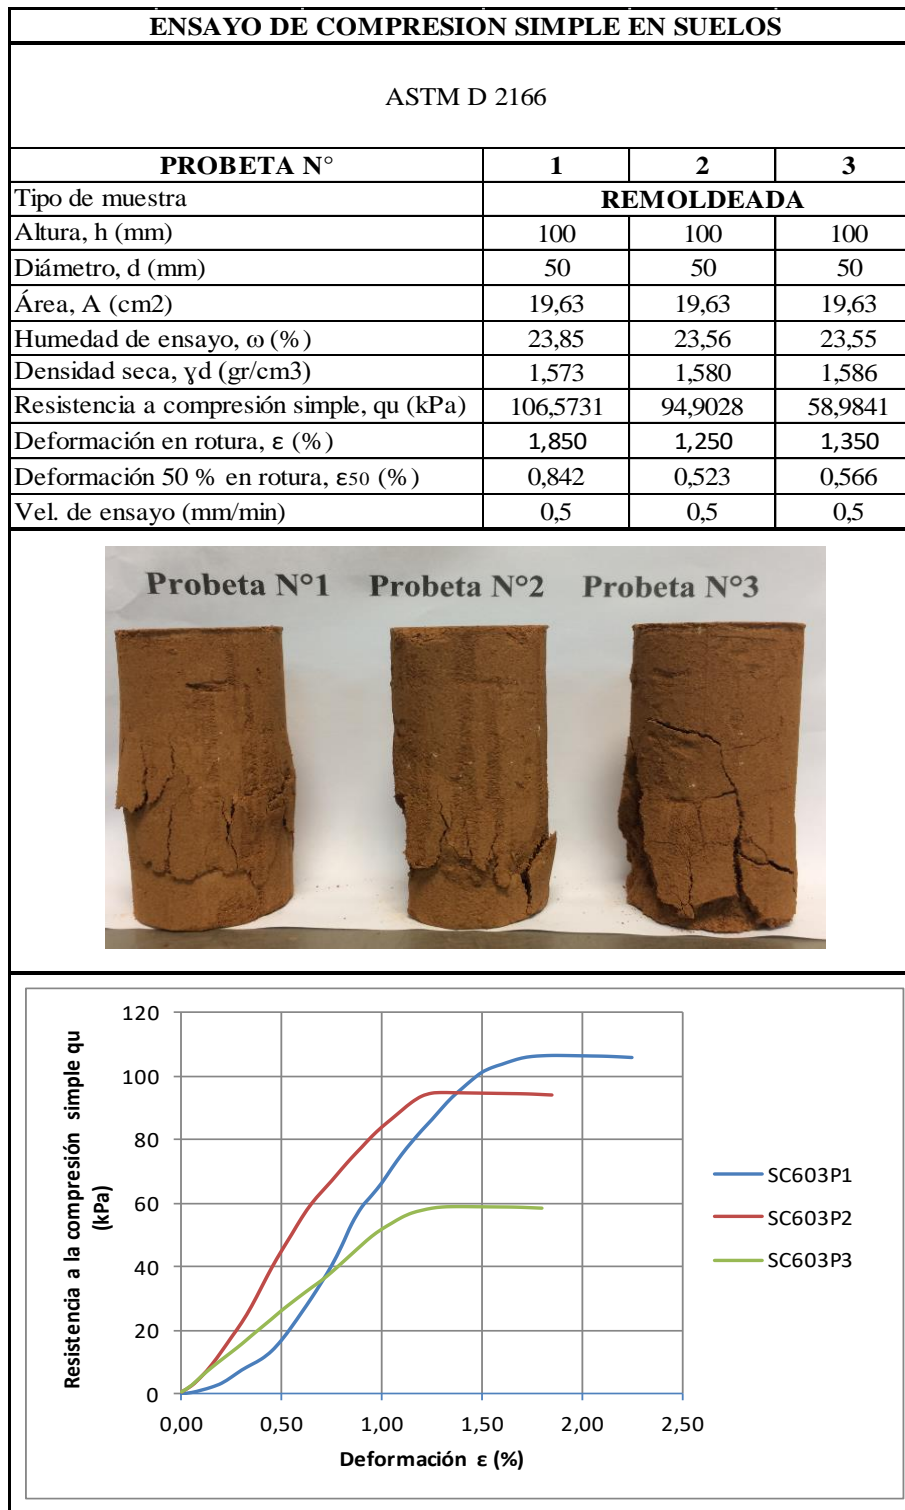 ENSAYO DE COMPRESION SIMPLE EN SUELOS
ASTM D 2166
PROBETA N° 1 2 3
Tipo de muestra REMOLDEADA
Altura, h (mm) 100 100 100
Diámetro, d (mm) 50 50 50
Área, A (cm2) 19,63 19,63 19,63
Humedad de ensayo, ω (%) 23,85 23,56 23,55
Densidad seca, γd (gr/cm3) 1,573 1,580 1,586
Resistencia a compresión simple, qu (kPa) 106,5731 94,9028 58,9841
Deformación en rotura, ε (%) 1,850 1,250 1,350
Deformación 50 % en rotura, ε50 (%) 0,842 0,523 0,566
Vel. de ensayo (mm/min) 0,5 0,5 0,5
Probeta N°1 Probeta N°2 Probeta N°3
Resistencia a la compresión simple qu
(kPa)
120
100
80
60
40
20
0
0,00 0,50 1,00 1,50 2,00 2,50
Deformación ε (%)
SC603P1
SC603P2
SC603P3